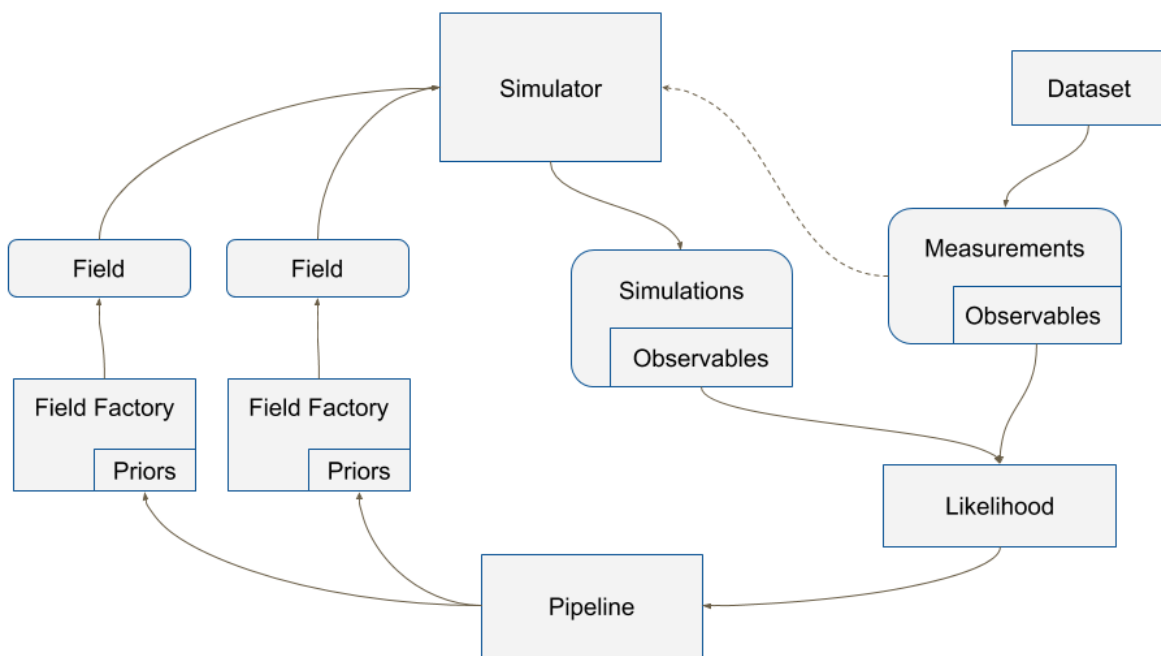 Simulator
Dataset
Field
Field
Simulations
Observables
Measurements
Observables
Field Factory
Priors
Field Factory
Priors
Likelihood
Pipeline